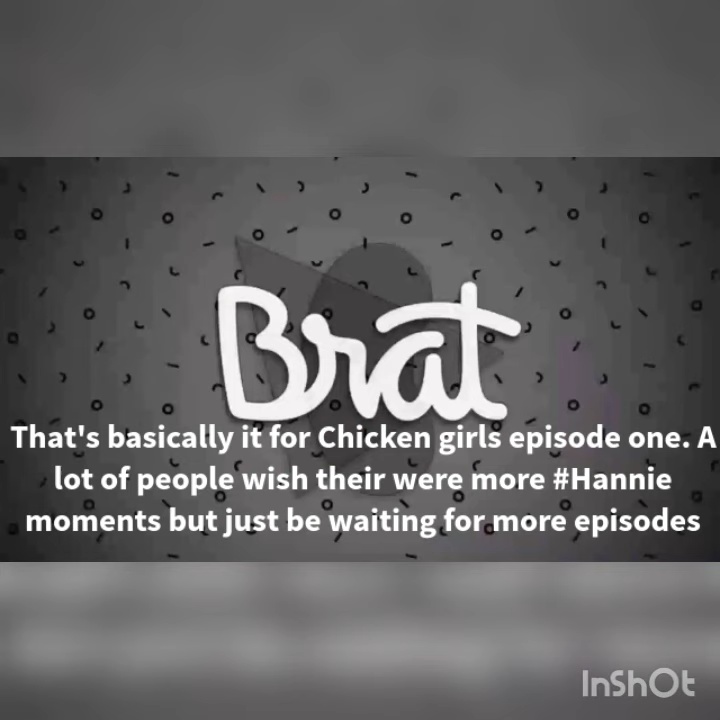 Brat
That's basically it for Chicken girls episode one. A
lot of people wish their were more #Hannie
moments but just be waiting for more episodes
InShOt